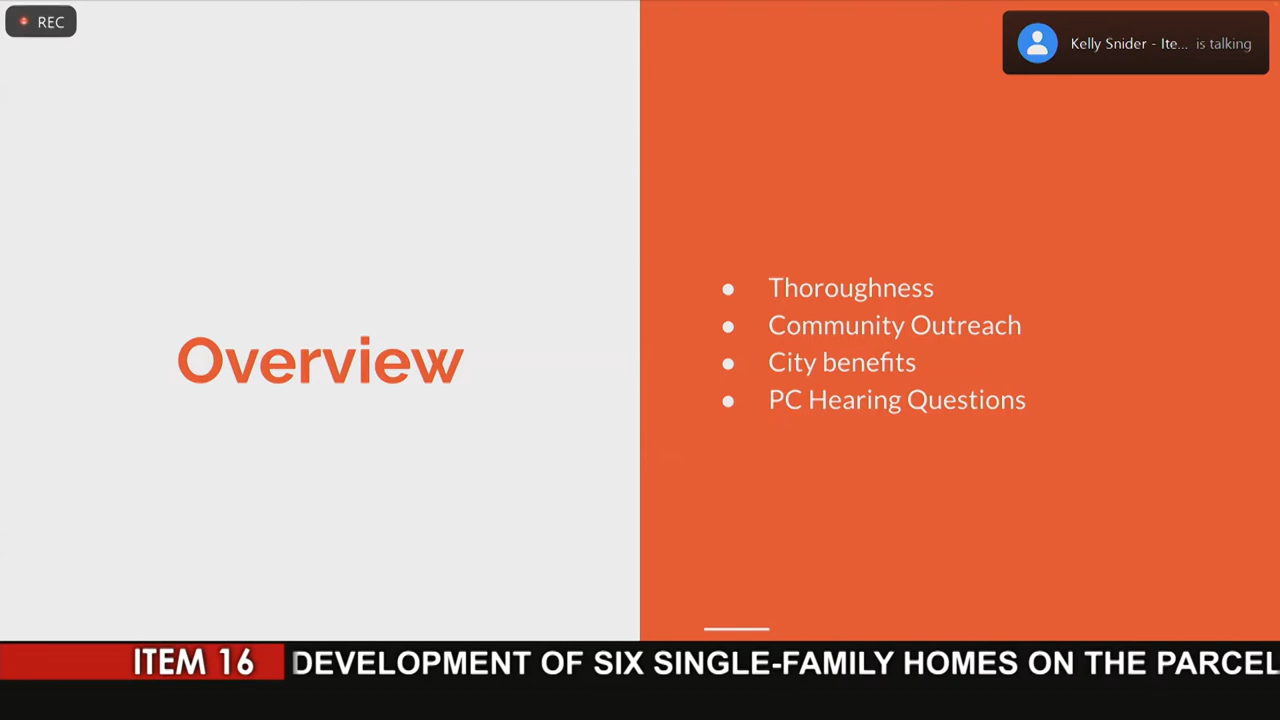 REC
Kelly Snider - Ite... is talking
Overview
● Thoroughness
● Community Outreach
● City benefits
● PC Hearing Questions
ITEM 16 DEVELOPMENT OF SIX SINGLE-FAMILY HOMES ON THE PARCEL